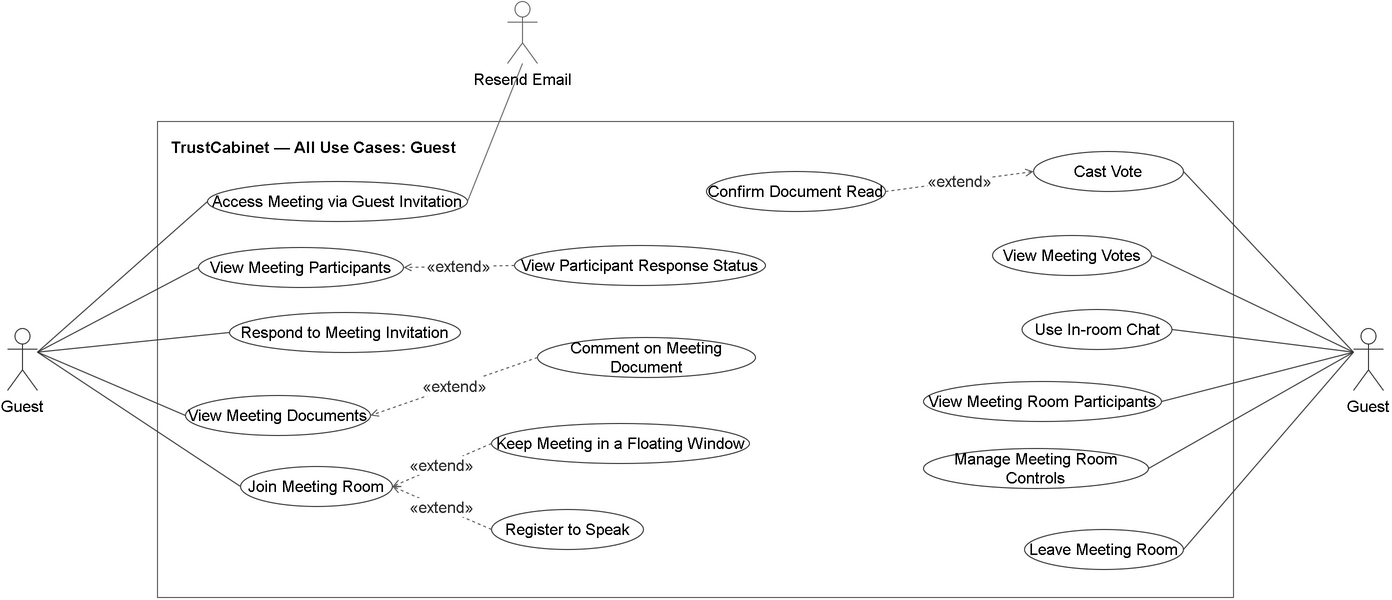 Resend Email
TrustCabinet — All Use Cases: Guest
Access Meeting via Guest Invitation
Confirm Document Read
«extend»
Cast Vote
View Meeting Participants
«extend»
View Participant Response Status
View Meeting Votes
Respond to Meeting Invitation
Use In-room Chat
Comment on Meeting
Document
«extend»
View Meeting Documents
View Meeting Room Participants
Guest
Guest
Keep Meeting in a Floating Window
«extend»
Join Meeting Room
«extend»
Register to Speak
Manage Meeting Room
Controls
Leave Meeting Room